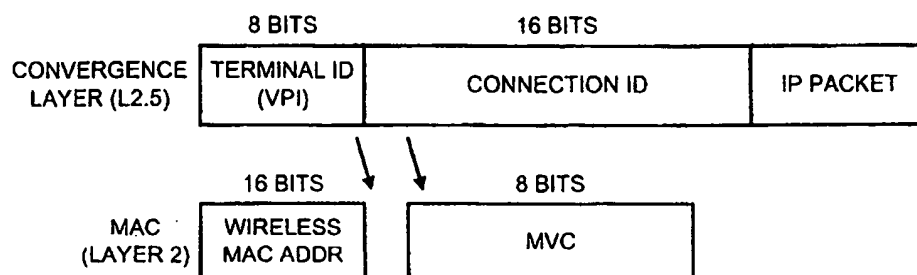 8 BITS 16 BITS
CONVERGENCE
LAYER (L2.5)
TERMINAL ID
(VPI)
CONNECTION ID
IP PACKET
16 BITS 8 BITS
MAC
(LAYER 2)
WIRELESS
MAC ADDR
MVC